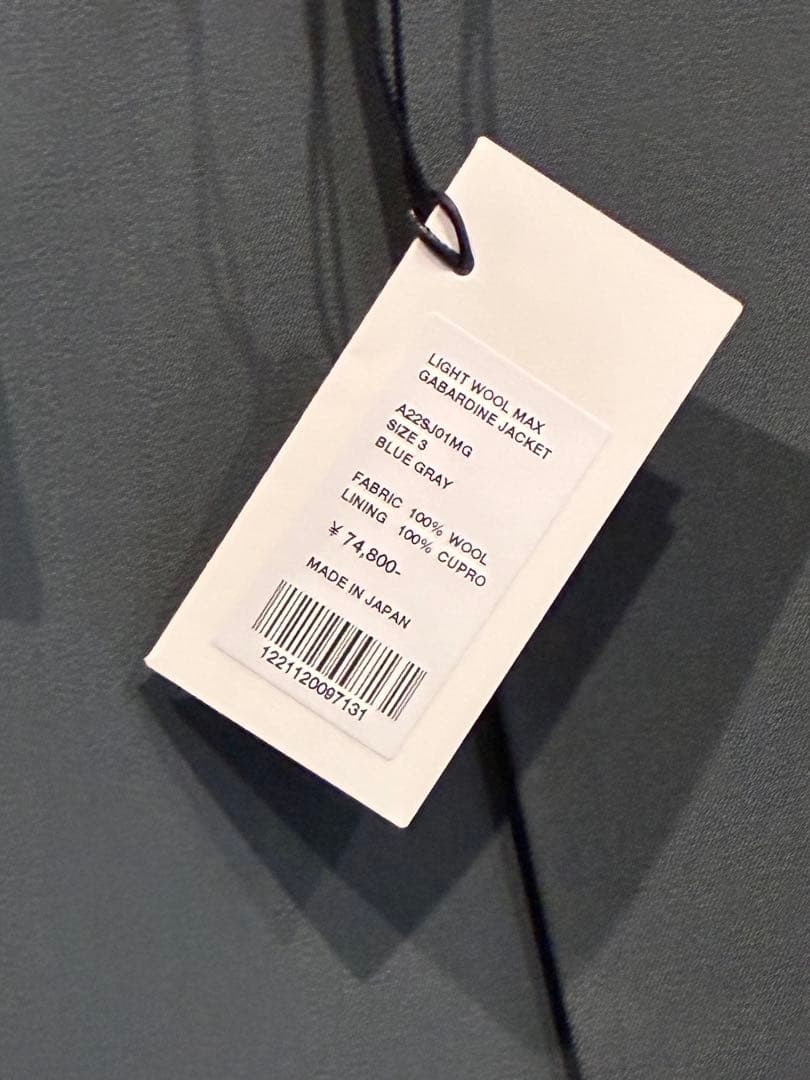 LIGHT WOOL MAX
GABARDINE JACKET
A22SJ01MG
SIZE 3
BLUE GRAY
FABRIC 100% WOOL
LINING 100% CUPRO
¥ 74,800-
MADE IN JAPAN
1221120097131